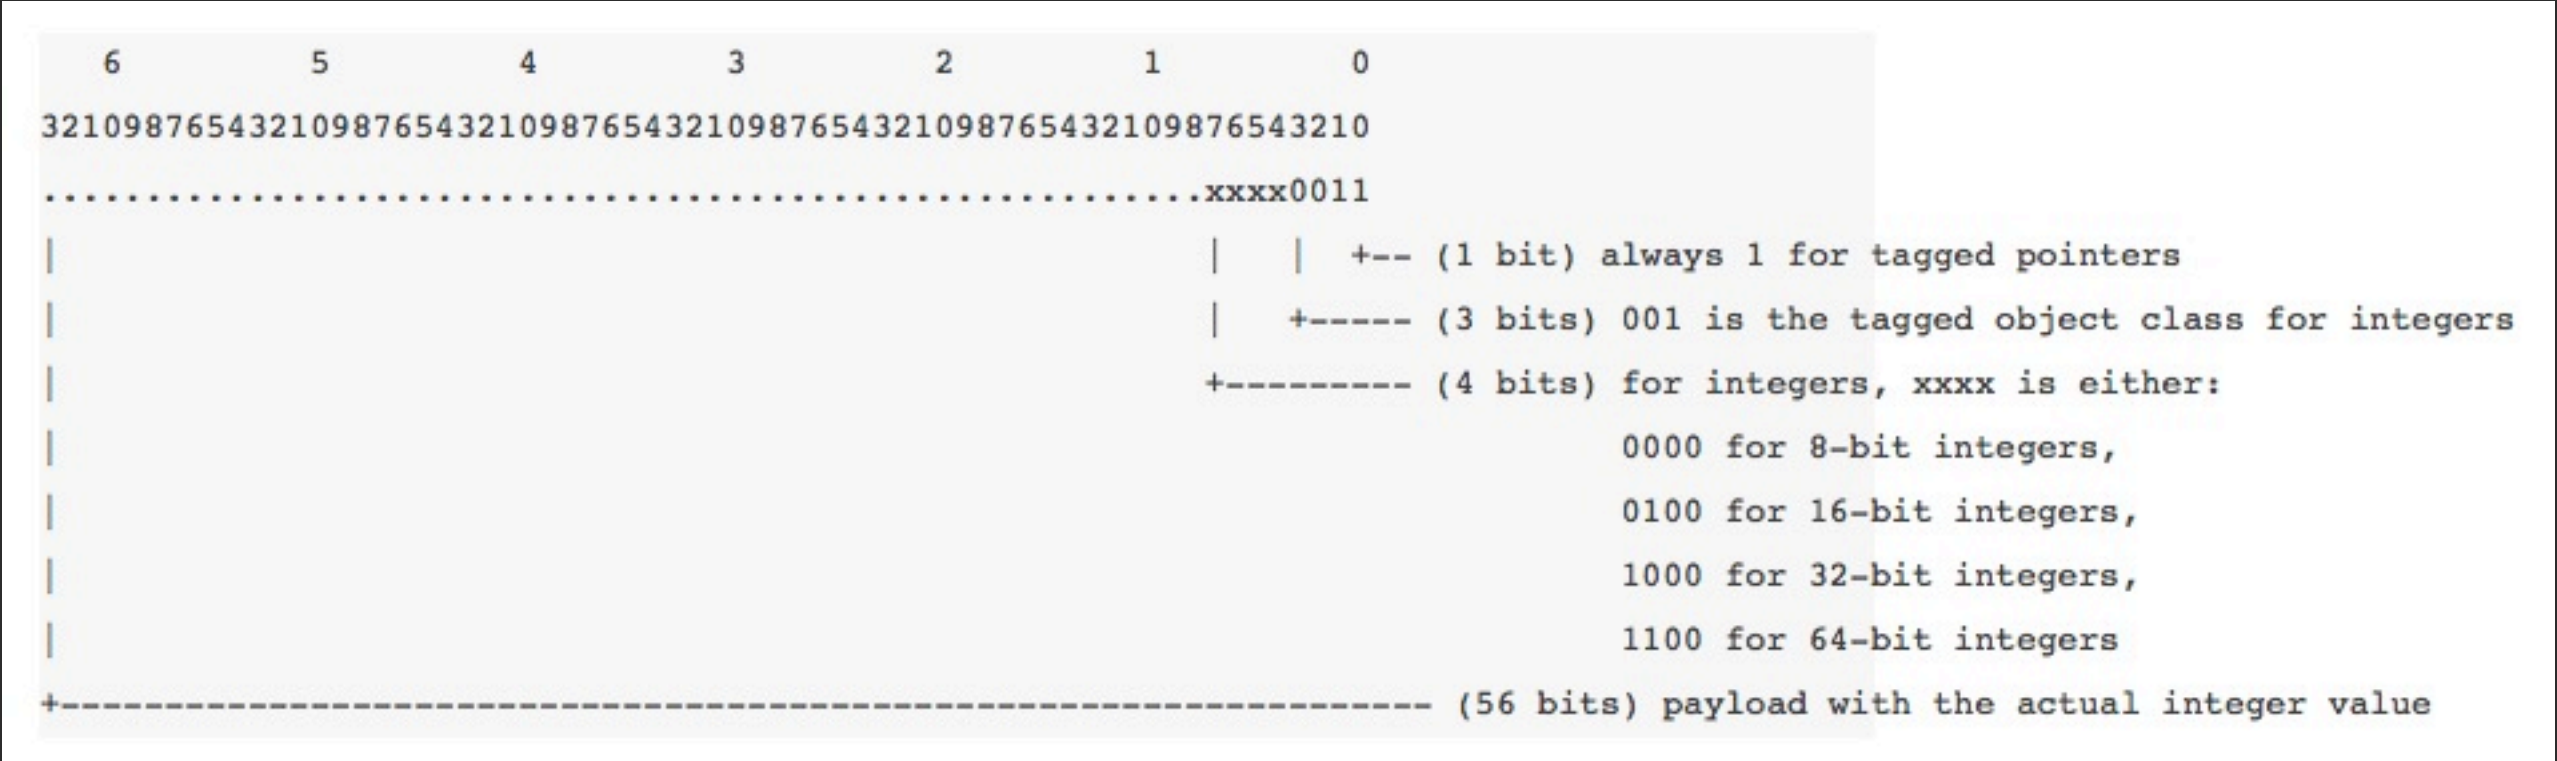 6         5         4         3         2         1         0
3210987654321098765432109876543210987654321098765432109876543210
........................................................xxxx0011
|                                                       |   |  +-- (1 bit) always 1 for tagged pointers
|                                                       |   +----- (3 bits) 001 is the tagged object class for integers
|                                                       +--------- (4 bits) for integers, xxxx is either:
|                                                                           0000 for 8-bit integers,
|                                                                           0100 for 16-bit integers,
|                                                                           1000 for 32-bit integers,
|                                                                           1100 for 64-bit integers
+------------------------------------------------------------------ (56 bits) payload with the actual integer value